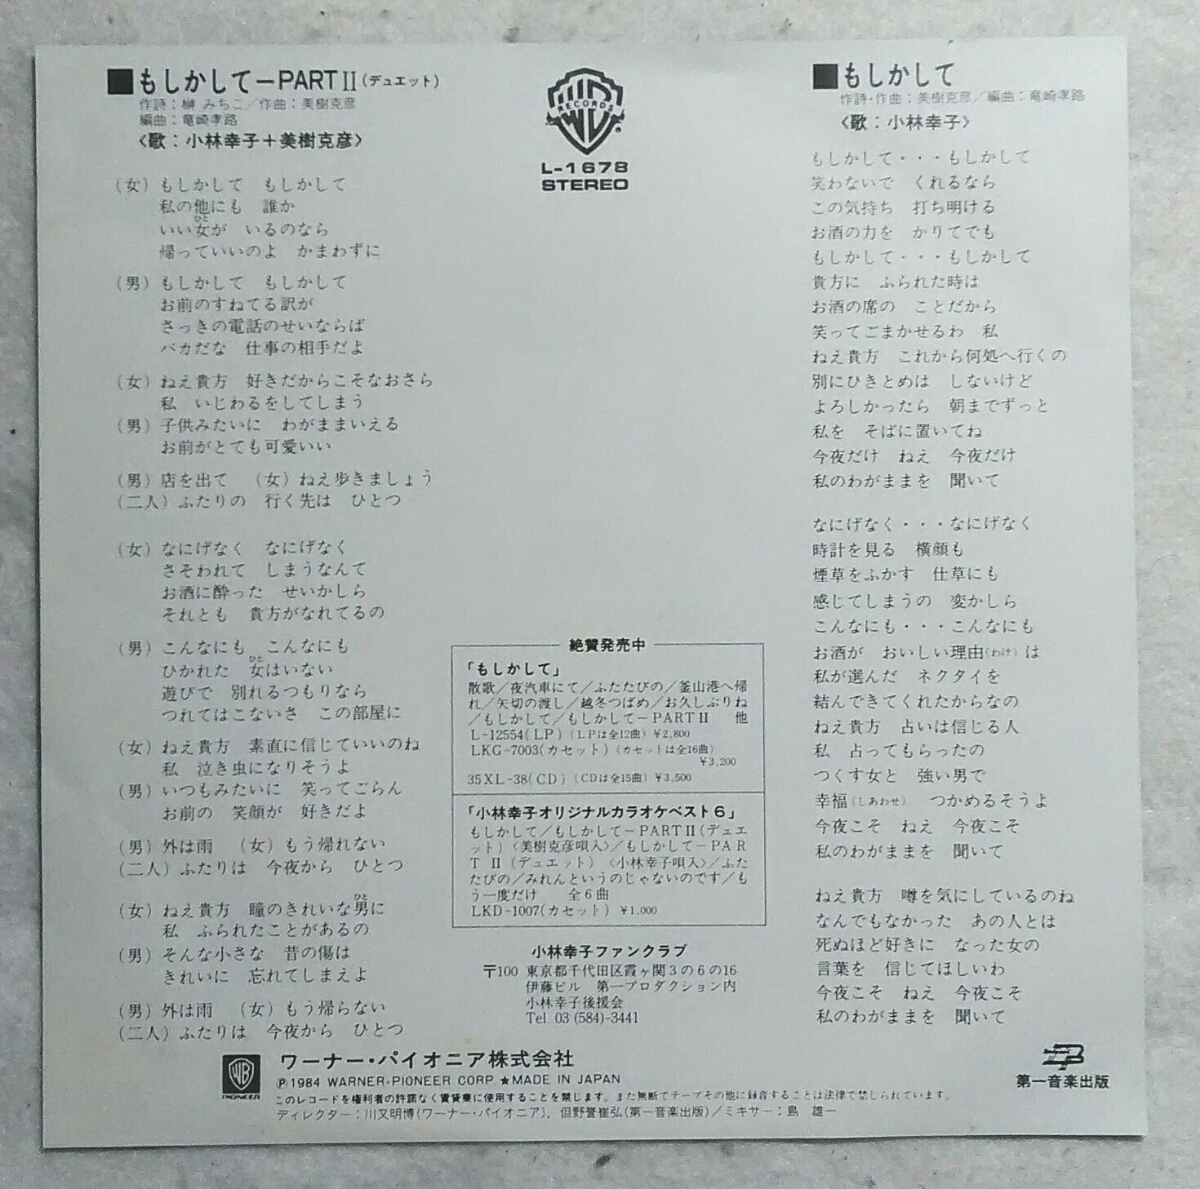 ■もしかして－PARTⅡ(デュエット)
作詩：榊 みちこ／作曲：美樹克彦
編曲：竜崎孝路
〈歌：小林幸子＋美樹克彦〉
(女) もしかして もしかして
私の他にも 誰か
いい女(ひと)が いるのなら
帰っていいのよ かまわずに
(男) もしかして もしかして
お前のすねてる訳が
さっきの電話のせいならば
バカだな 仕事の相手だよ
(女) ねえ貴方 好きだからこそなおさら
私 いじわるをしてしまう
(男) 子供みたいに わがままいえる
お前がとても可愛いい
(男) 店を出て (女) ねえ歩きましょう
(二人) ふたりの 行く先は ひとつ
(女) なにげなく なにげなく
さそわれて しまうなんて
お酒に酔った せいかしら
それとも 貴方がなれてるの
(男) こんなにも こんなにも
ひかれた 女(ひと)はいない
遊びで 別れるつもりなら
つれてはこないさ この部屋に
(女) ねえ貴方 素直に信じていいのね
私 泣き虫になりそうよ
(男) いつもみたいに 笑ってごらん
お前の 笑顔が 好きだよ
(男) 外は雨 (女) もう帰れない
(二人) ふたりは 今夜から ひとつ
(女) ねえ貴方 瞳のきれいな男(ひと)に
私 ふられたことがあるの
(男) そんな小さな 昔の傷は
きれいに 忘れてしまえよ
(男) 外は雨 (女) もう帰らない
(二人) ふたりは 今夜から ひとつ
RECORDS
L-1678
STEREO
■もしかして
作詩・作曲：美樹克彦／編曲：竜崎孝路
〈歌：小林幸子〉
もしかして・・・もしかして
笑わないで くれるなら
この気持ち 打ち明ける
お酒の力を かりてでも
もしかして・・・もしかして
貴方に ふられた時は
お酒の席の ことだから
笑ってごまかせるわ 私
ねえ貴方 これから何処へ行くの
別にひきとめは しないけど
よろしかったら 朝までずっと
私を そばに置いてね
今夜だけ ねえ 今夜だけ
私のわがままを 聞いて
なにげなく・・・なにげなく
時計を見る 横顔も
煙草をふかす 仕草にも
感じてしまうの 変かしら
こんなにも・・・こんなにも
お酒が おいしい理由(わけ)は
私が選んだ ネクタイを
結んできてくれたからなの
ねえ貴方 占いは信じる人
私 占ってもらったの
つくす女と 強い男で
幸福(しあわせ) つかめるそうよ
今夜こそ ねえ 今夜こそ
私のわがままを 聞いて
ねえ貴方 噂を気にしているのね
なんでもなかった あの人とは
死ぬほど好きに なった女の
言葉を 信じてほしいわ
今夜こそ ねえ 今夜こそ
私のわがままを 聞いて
絶賛発売中
「もしかして」
散歌／夜汽車にて／ふたたびの／釜山港へ帰
れ／矢切の渡し／越冬つばめ／お久しぶりね
／もしかして／もしかして－PARTⅡ 他
L-12554(LP) (LPは全12曲) ¥2,800
LKG-7003(カセット) (カセットは全16曲)
¥3,200
35XL-38(CD) (CDは全15曲) ¥3,500
「小林幸子オリジナルカラオケベスト6」
もしかして／もしかして－PARTⅡ(デュエ
ット)〈美樹克彦唄入〉／もしかして－PAR
TⅡ(デュエット)〈小林幸子唄入〉／ふた
たびの／みれんというのじゃないのです／も
う一度だけ 全6曲
LKD-1007(カセット) ¥1,000
小林幸子ファンクラブ
〒100 東京都千代田区霞ヶ関3の6の16
伊藤ビル 第一プロダクション内
小林幸子後援会
Tel 03 (584)-3441
PIONEER
ワーナー・パイオニア株式会社
Ⓟ1984 WARNER-PIONEER CORP ★MADE IN JAPAN
このレコードを権利者の許諾なく賃貸業に使用することを禁じます。また無断でテープその他に録音することは法律で禁じられています。
ディレクター：川又明博(ワーナー・パイオニア)，但野誉崔弘(第一音楽出版)／ミキサー：島 雄一
第一音楽出版